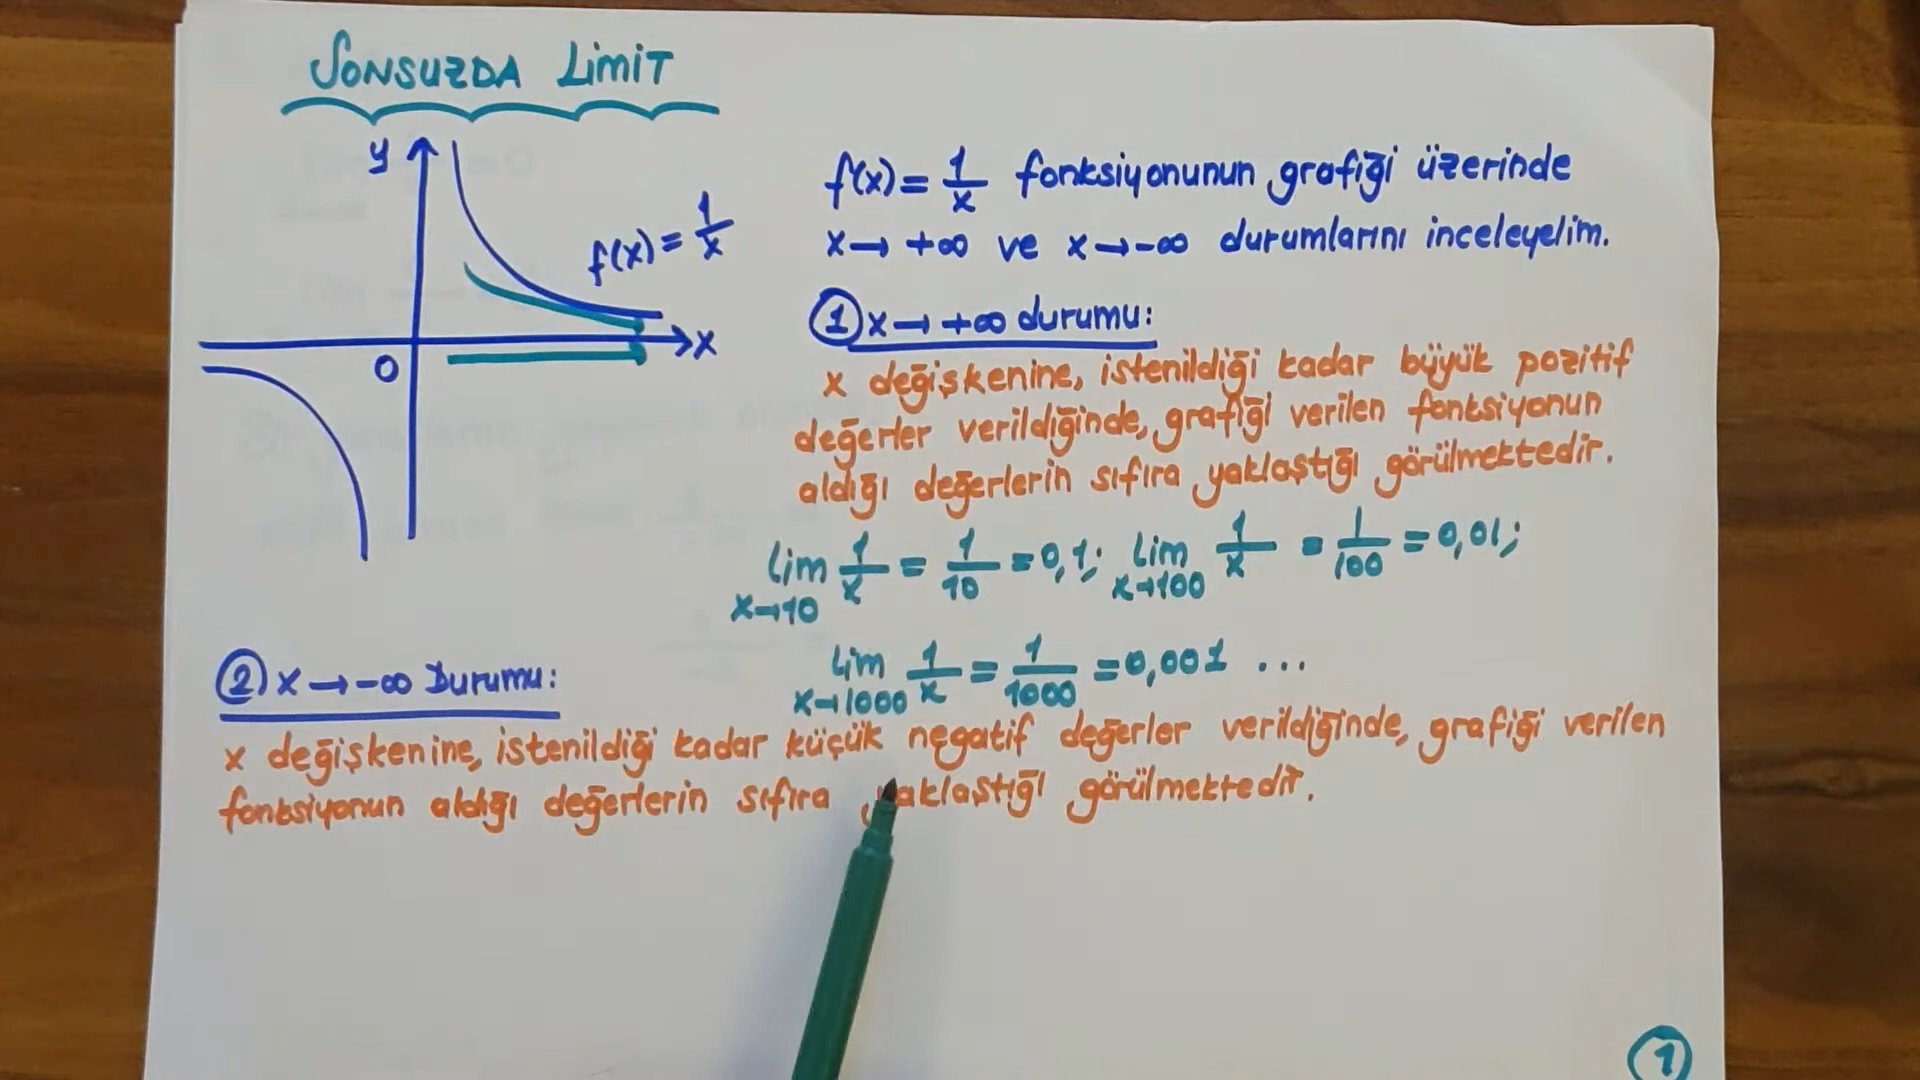 SONSUZDA LİMİT
y
f(x) = 1/x
x
0
f(x) = 1/x fonksiyonunun grafiği üzerinde
x → +∞ ve x → -∞ durumlarını inceleyelim.
1) x → +∞ durumu:
x değişkenine, istenildiği kadar büyük pozitif
değerler verildiğinde, grafiği verilen fonksiyonun
aldığı değerlerin sıfıra yaklaştığı görülmektedir.
lim x→10 1/x = 1/10 = 0,1; lim x→100 1/x = 1/100 = 0,01;
lim x→1000 1/x = 1/1000 = 0,001 ...
2) x → -∞ Durumu:
x değişkenine, istenildiği kadar küçük negatif değerler verildiğinde, grafiği verilen
fonksiyonun aldığı değerlerin sıfıra yaklaştığı görülmektedir.
1